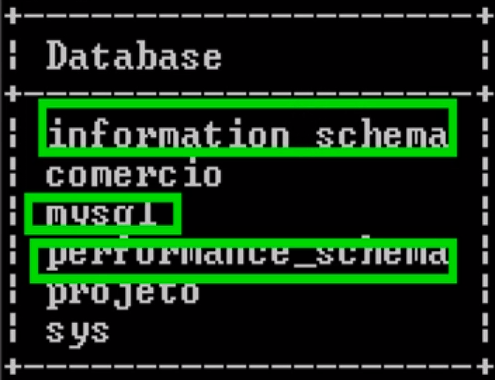 Database
information_schema
comercio
mysql
performance_schema
projeto
sys